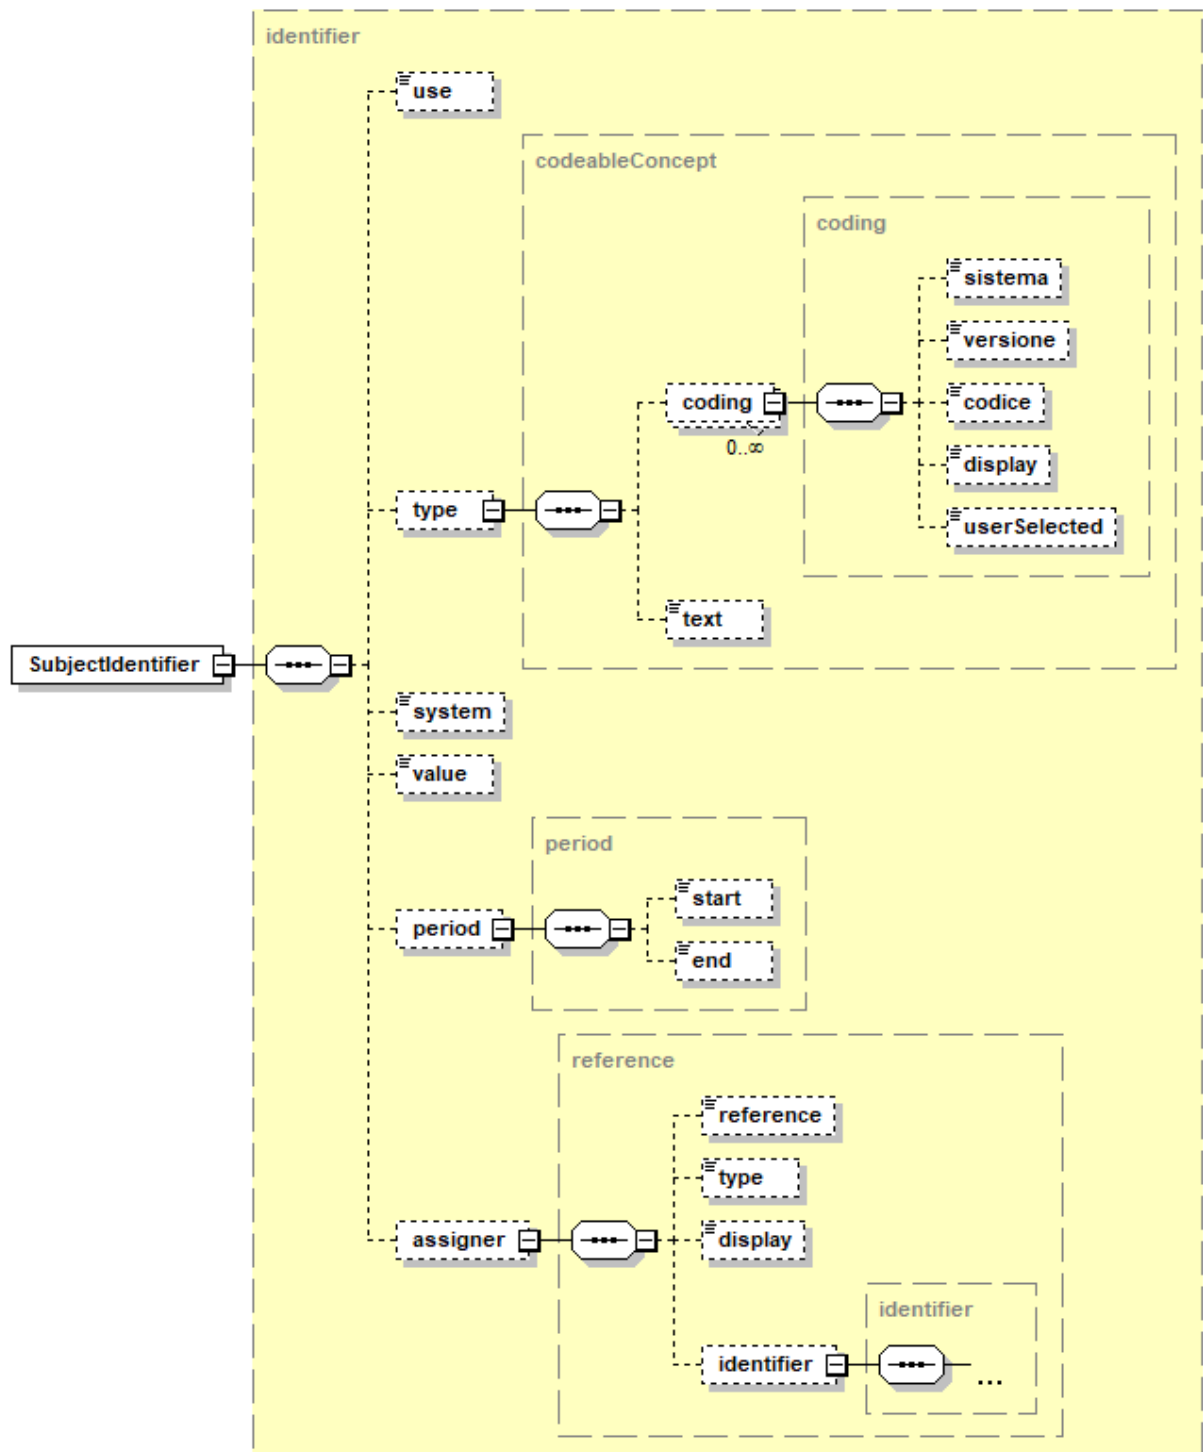 identifier
use
codeableConcept
coding
sistema
versione
coding
codice
0..∞
display
type
userSelected
text
SubjectIdentifier
system
value
period
start
period
end
reference
reference
type
assigner
display
identifier
identifier
...